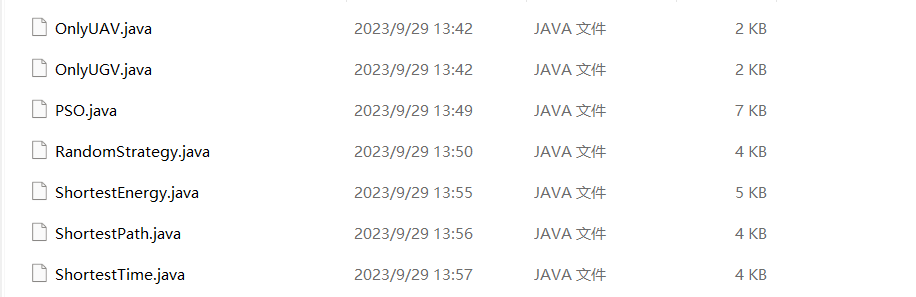 OnlyUAV.java 2023/9/29 13:42 JAVA 文件 2 KB
OnlyUGV.java 2023/9/29 13:42 JAVA 文件 2 KB
PSO.java 2023/9/29 13:49 JAVA 文件 7 KB
RandomStrategy.java 2023/9/29 13:50 JAVA 文件 4 KB
ShortestEnergy.java 2023/9/29 13:55 JAVA 文件 5 KB
ShortestPath.java 2023/9/29 13:56 JAVA 文件 4 KB
ShortestTime.java 2023/9/29 13:57 JAVA 文件 4 KB